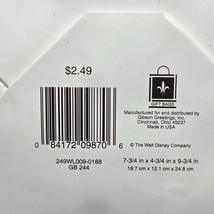 $2.49
GIFT BAGS
Manufactured for and distributed by
Gibson Greetings, Inc.
Cincinnati, Ohio 45237
Made in USA
0 84172 09870 6
249WL009-0188
GB 244
© The Walt Disney Company
7-3/4 in x 4-3/4 in x 9-3/4 in
19.7 cm x 12.1 cm x 24.8 cm